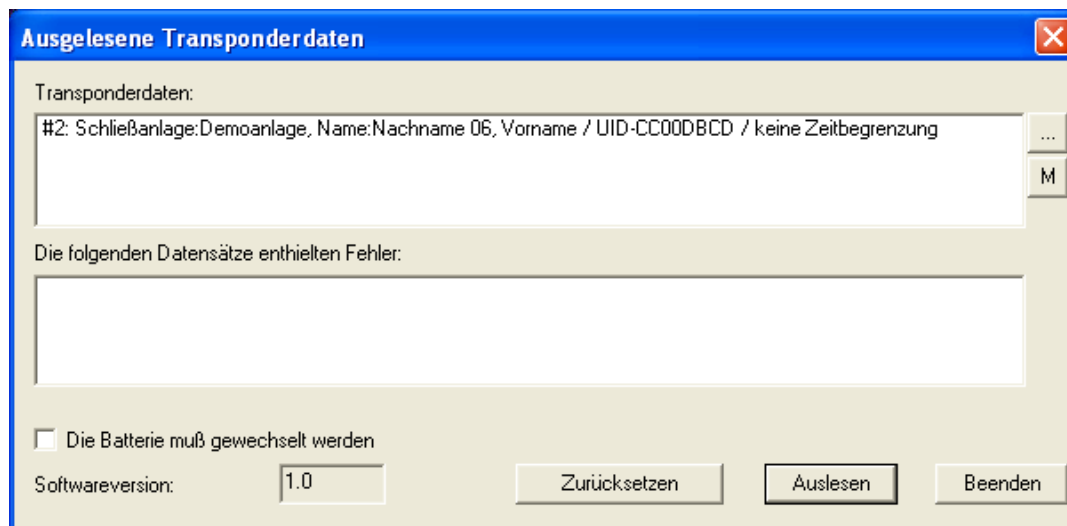 Ausgelesene Transponderdaten
Transponderdaten:
#2: Schließanlage:Demoanlage, Name:Nachname 06, Vorname / UID-CC00DBCD / keine Zeitbegrenzung
...
M
Die folgenden Datensätze enthielten Fehler:
Die Batterie muß gewechselt werden
Softwareversion: 1.0 Zurücksetzen Auslesen Beenden